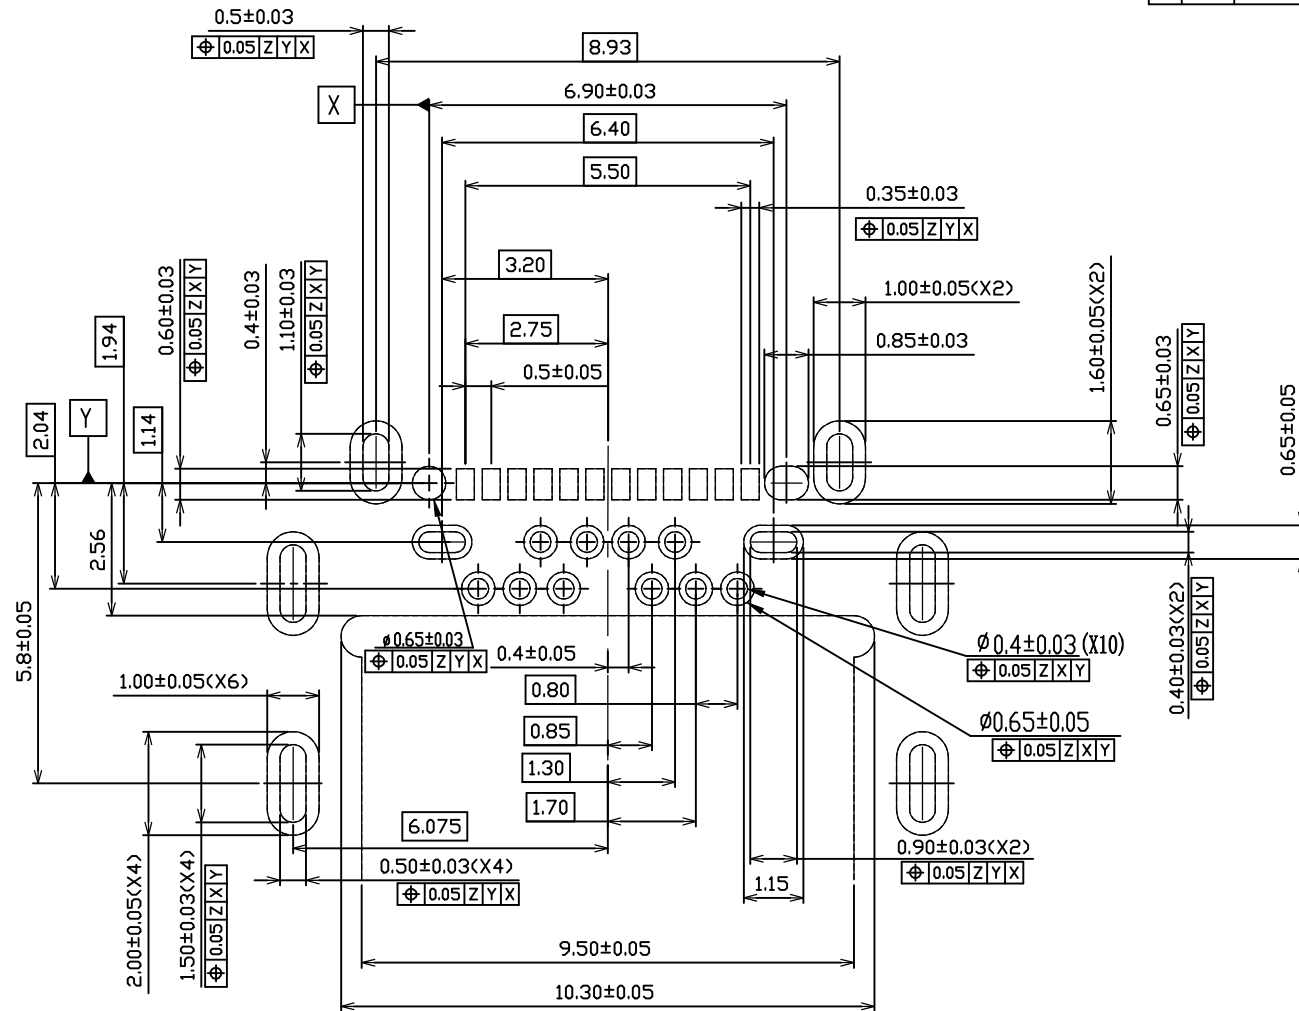 0.5±0.03
⌖ 0.05 Z Y X
8.93
X
6.90±0.03
6.40
5.50
0.35±0.03
⌖ 0.05 Z Y X
3.20
1.00±0.05(X2)
2.75
0.85±0.03
0.5±0.05
0.60±0.03
⌖ 0.05 Z X Y
0.4±0.03
1.10±0.03
⌖ 0.05 Z X Y
1.60±0.05(X2)
0.65±0.03
⌖ 0.05 Z X Y
0.65±0.05
1.94
2.04
Y
1.14
2.56
5.8±0.05
ø0.65±0.03
⌖ 0.05 Z Y X
0.4±0.05
Ø0.4±0.03 (X10)
⌖ 0.05 Z X Y
0.40±0.03(X2)
⌖ 0.05 Z X Y
1.00±0.05(X6)
0.80
Ø0.65±0.05
⌖ 0.05 Z X Y
0.85
1.30
1.70
6.075
0.50±0.03(X4)
⌖ 0.05 Z Y X
0.90±0.03(X2)
⌖ 0.05 Z Y X
1.15
2.00±0.05(X4)
1.50±0.03(X4)
⌖ 0.05 Z X Y
9.50±0.05
10.30±0.05